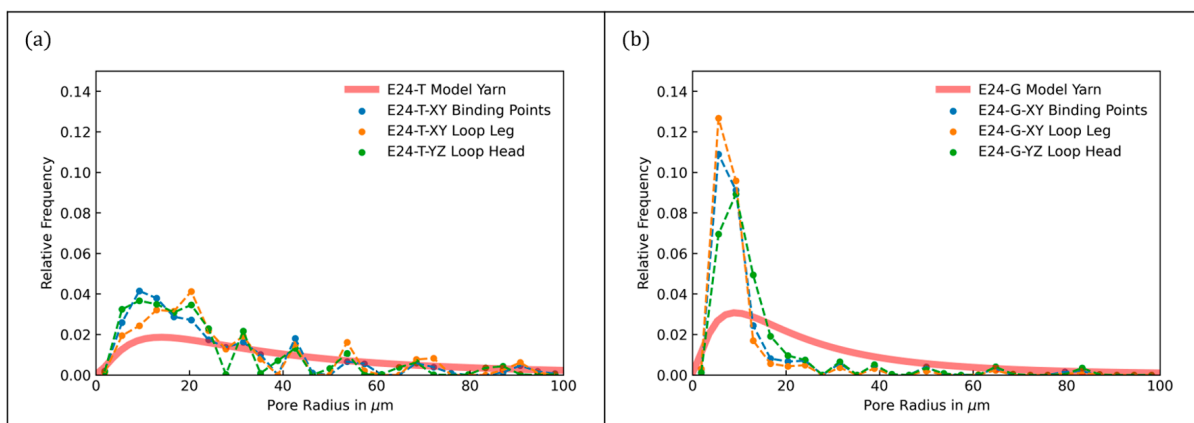 (a)
0.14
0.12
0.10
0.08
0.06
0.04
0.02
0.00
Relative Frequency
E24-T Model Yarn
E24-T-XY Binding Points
E24-T-XY Loop Leg
E24-T-YZ Loop Head
0 20 40 60 80 100
Pore Radius in μm
(b)
0.14
0.12
0.10
0.08
0.06
0.04
0.02
0.00
Relative Frequency
E24-G Model Yarn
E24-G-XY Binding Points
E24-G-XY Loop Leg
E24-G-YZ Loop Head
0 20 40 60 80 100
Pore Radius in μm